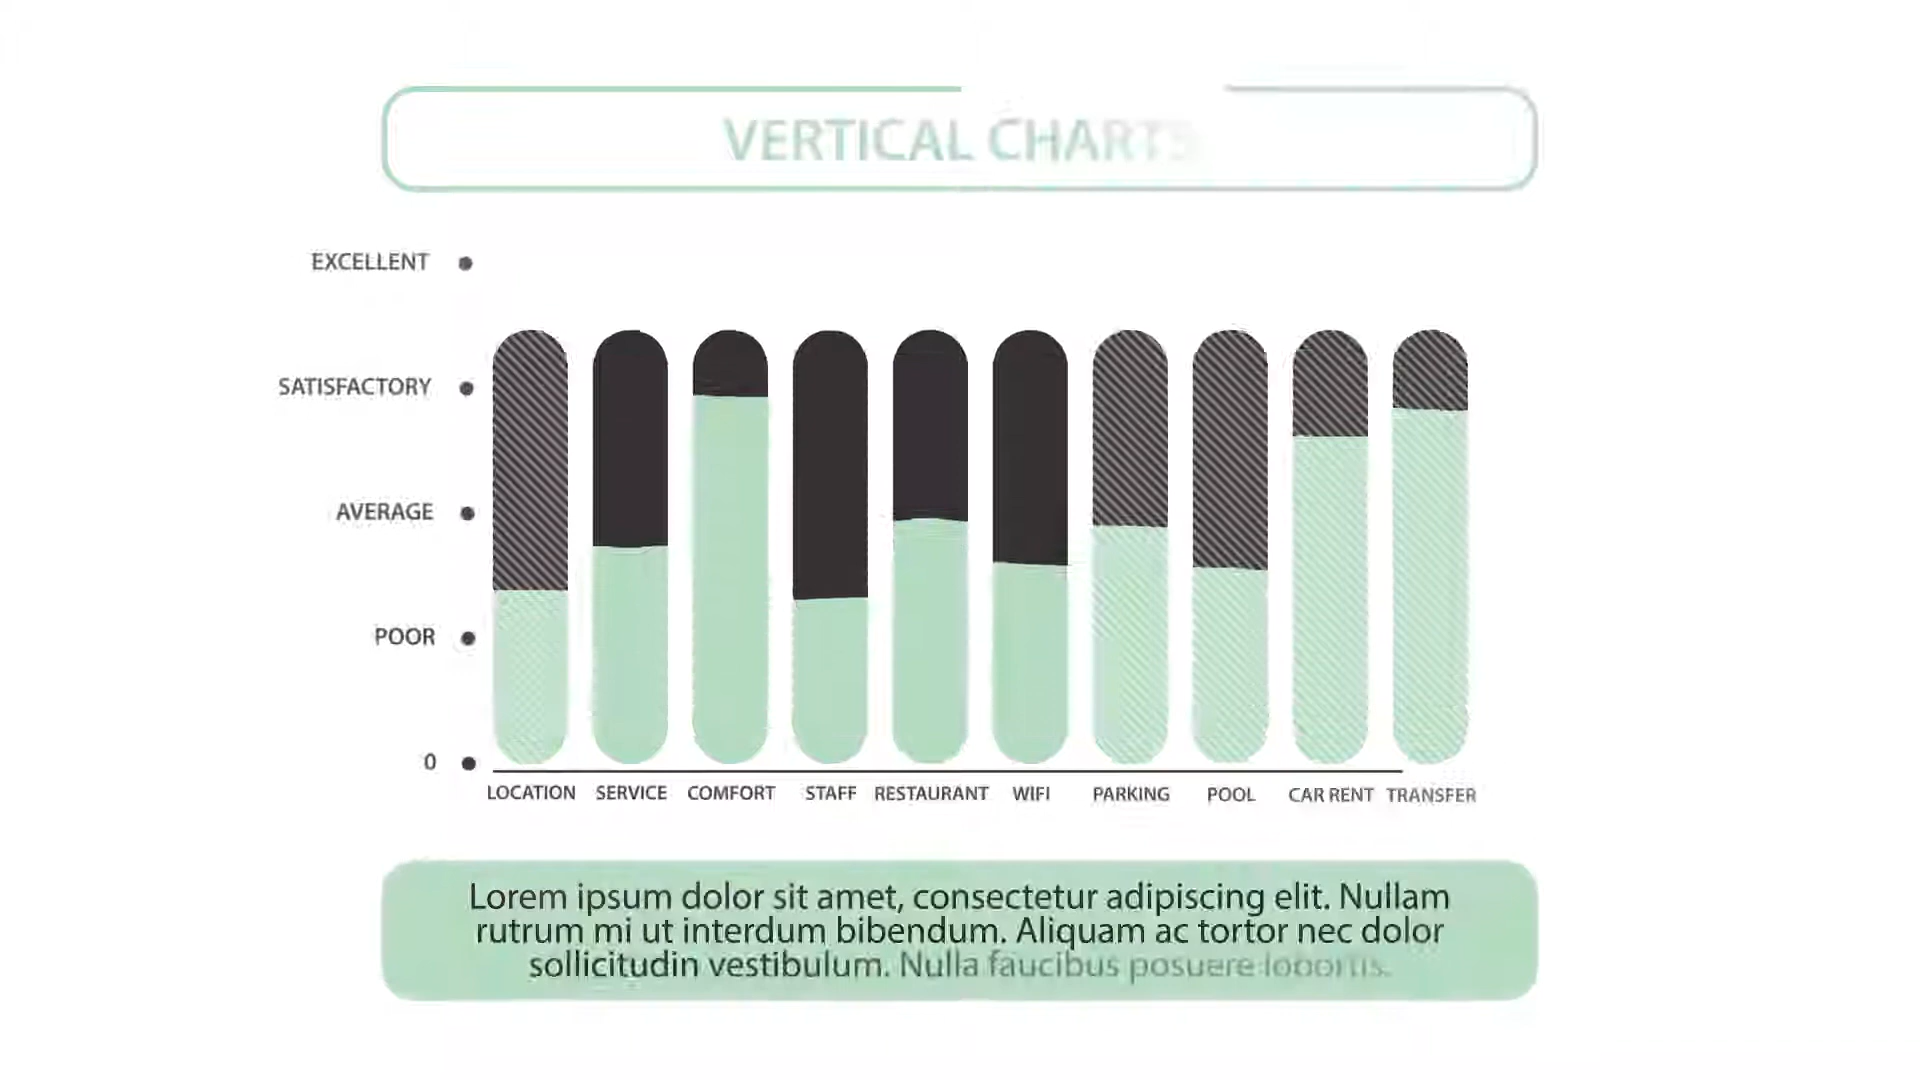 VERTICAL CHARTS
EXCELLENT
SATISFACTORY
AVERAGE
POOR
0
LOCATION SERVICE COMFORT STAFF RESTAURANT WIFI PARKING POOL CAR RENT TRANSFER
Lorem ipsum dolor sit amet, consectetur adipiscing elit. Nullam
rutrum mi ut interdum bibendum. Aliquam ac tortor nec dolor
sollicitudin vestibulum. Nulla faucibus posuere lobortis.